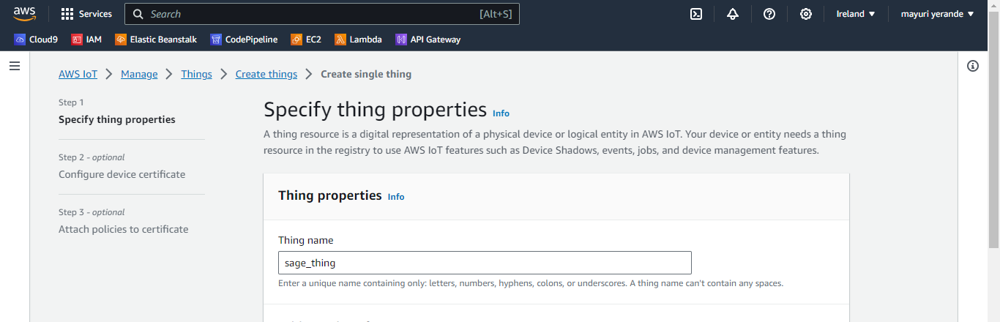 aws
Services
Search [Alt+S]
Ireland ▼
mayuri yerande ▼
Cloud9
IAM
Elastic Beanstalk
CodePipeline
EC2
Lambda
API Gateway
AWS IoT > Manage > Things > Create things > Create single thing
Step 1
Specify thing properties
Step 2 - optional
Configure device certificate
Step 3 - optional
Attach policies to certificate
Specify thing properties Info
A thing resource is a digital representation of a physical device or logical entity in AWS IoT. Your device or entity needs a thing
resource in the registry to use AWS IoT features such as Device Shadows, events, jobs, and device management features.
Thing properties Info
Thing name
sage_thing
Enter a unique name containing only: letters, numbers, hyphens, colons, or underscores. A thing name can't contain any spaces.